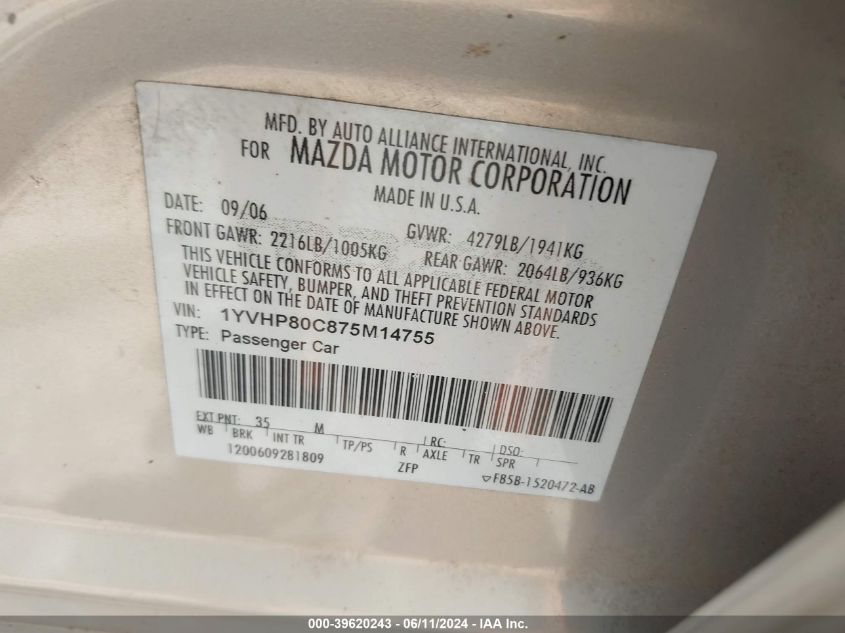 MFD. BY AUTO ALLIANCE INTERNATIONAL, INC.
FOR MAZDA MOTOR CORPORATION
MADE IN U.S.A.
DATE: 09/06 GVWR: 4279LB/1941KG
FRONT GAWR: 2216LB/1005KG REAR GAWR: 2064LB/936KG
THIS VEHICLE CONFORMS TO ALL APPLICABLE FEDERAL MOTOR
VEHICLE SAFETY, BUMPER, AND THEFT PREVENTION STANDARDS
IN EFFECT ON THE DATE OF MANUFACTURE SHOWN ABOVE.
VIN: 1YVHP80C875M14755
TYPE: Passenger Car
EXT PNT: 35 M RC: DSO:
WB BRK INT TR TP/PS R AXLE TR SPR
1200609281809 ZFP
F85B-1520472-AB
000-39620243 - 06/11/2024 - IAA Inc.